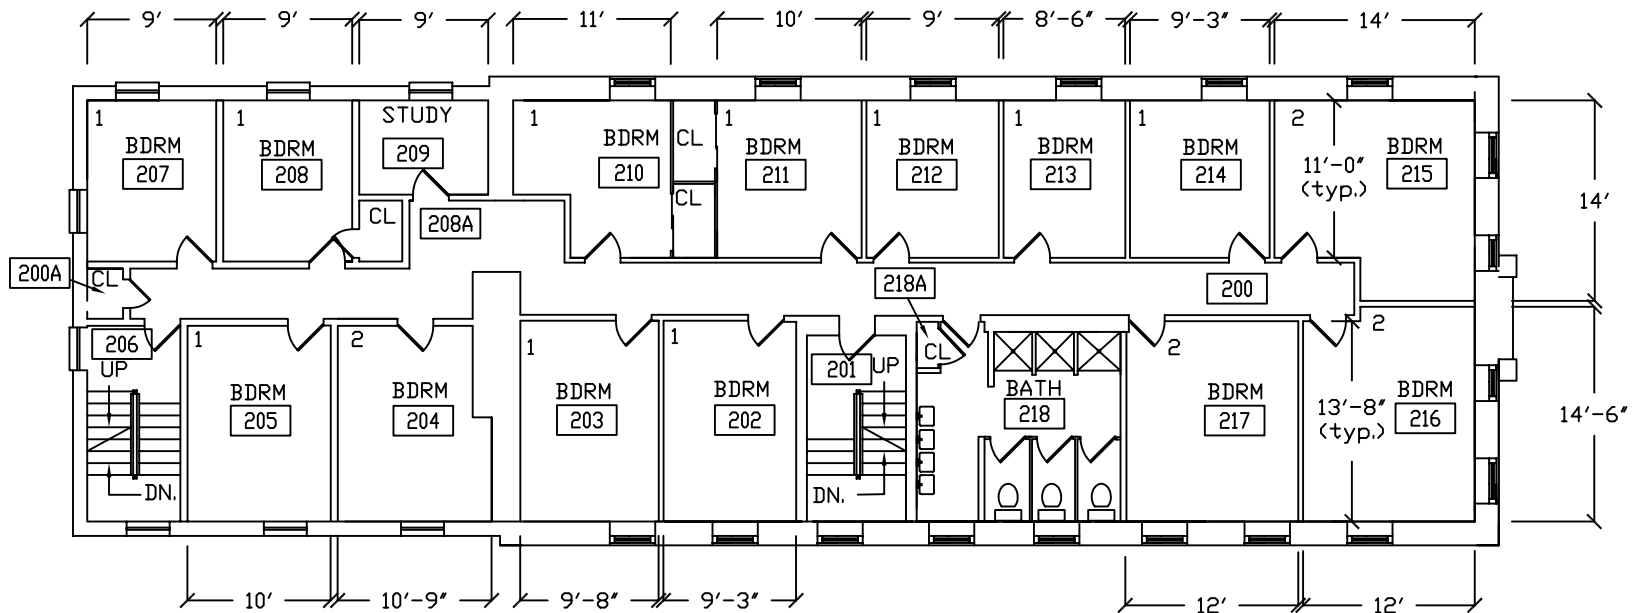 9' 9' 9' 11' 10' 9' 8'-6" 9'-3" 14'
1 BDRM 207
1 BDRM 208
STUDY 209
1 BDRM 210
CL
CL
1 BDRM 211
1 BDRM 212
1 BDRM 213
1 BDRM 214
2 BDRM 215
11'-0"
(typ.)
14'
CL
208A
200A
CL
218A
200
206
UP
DN.
1 BDRM 205
2 BDRM 204
1 BDRM 203
1 BDRM 202
201
UP
DN.
CL
BATH
218
2 BDRM 217
2 BDRM 216
13'-8"
(typ.)
14'-6"
10' 10'-9" 9'-8" 9'-3" 12' 12'